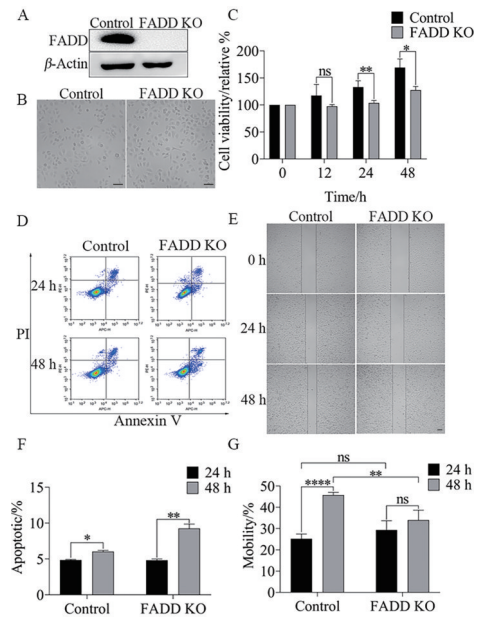 A
Control FADD KO
FADD
β-Actin
B
Control FADD KO
C
Control
FADD KO
Cell viability/relative %
200
150
100
50
0
ns
**
*
0 12 24 48
Time/h
D
Control FADD KO
24 h
PI
48 h
Annexin V
E
Control FADD KO
0 h
24 h
48 h
F
24 h
48 h
Apoptotic/%
15
10
5
0
*
**
Control FADD KO
G
24 h
48 h
Mobility/%
60
50
40
30
20
10
0
ns
**
****
ns
Control FADD KO